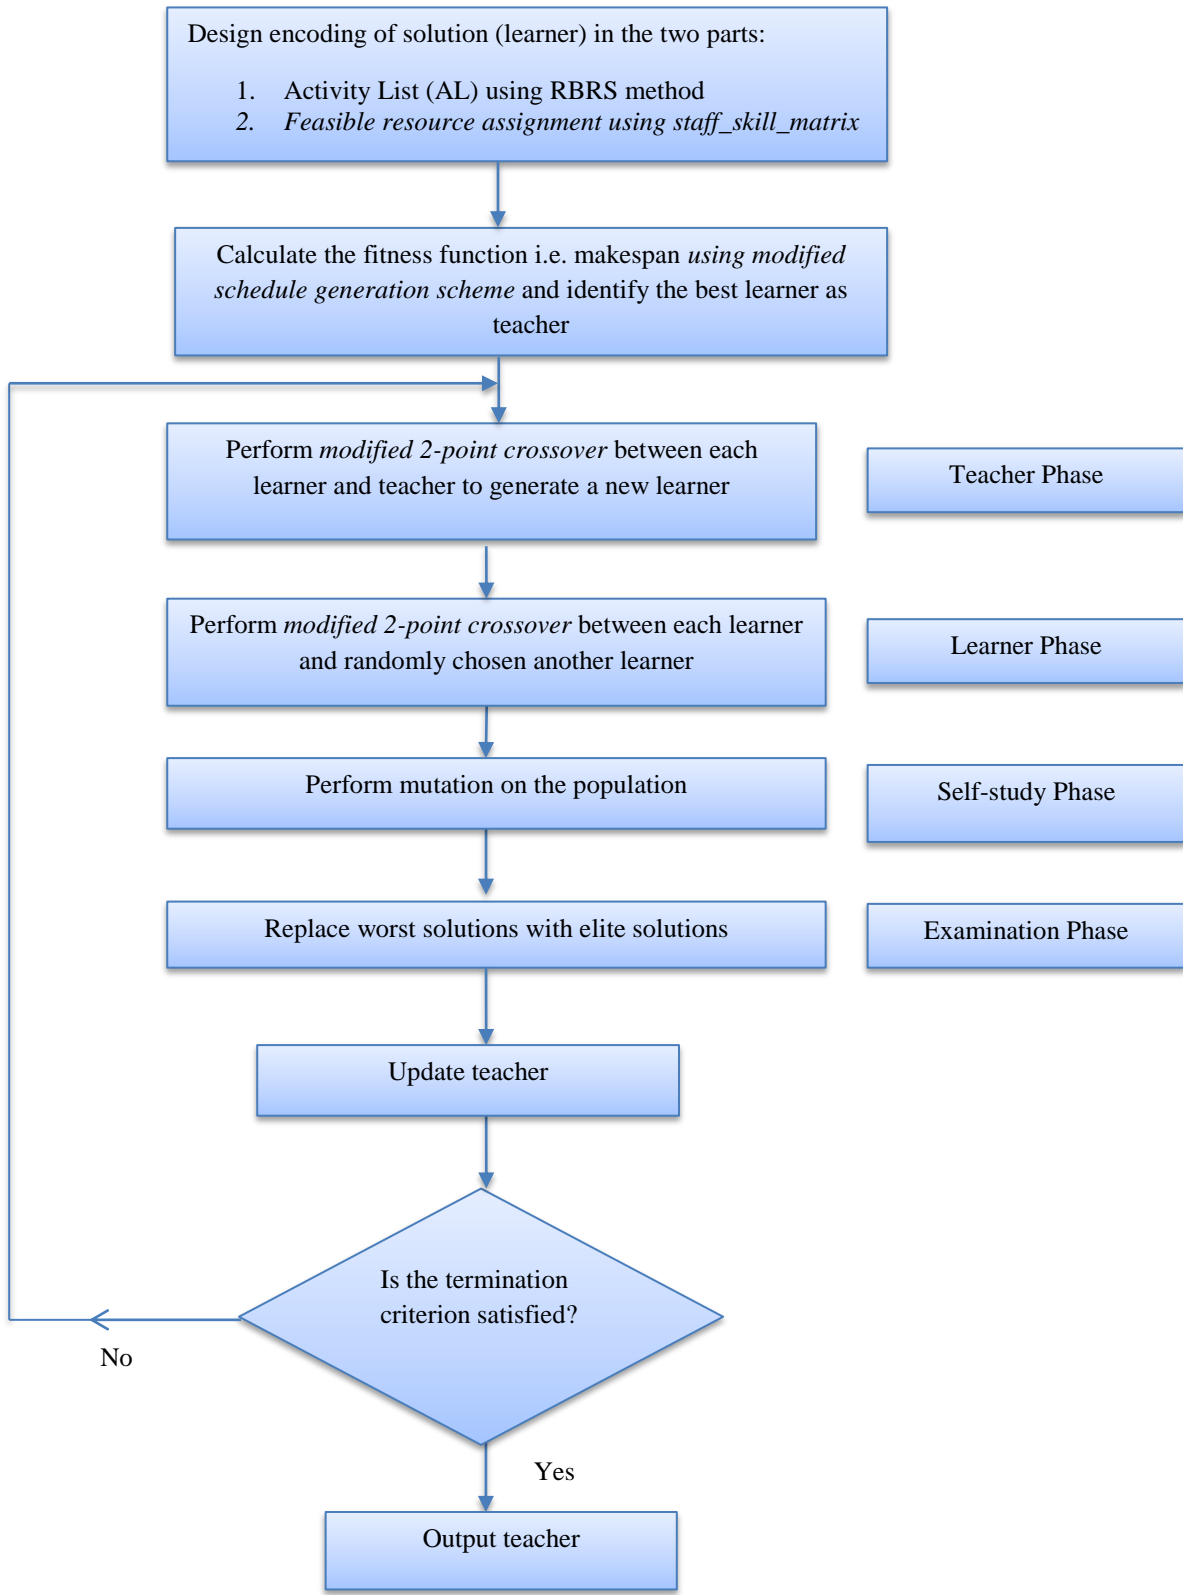 Design encoding of solution (learner) in the two parts:
1. Activity List (AL) using RBRS method
2. Feasible resource assignment using staff_skill_matrix
Calculate the fitness function i.e. makespan using modified
schedule generation scheme and identify the best learner as
teacher
Perform modified 2-point crossover between each
learner and teacher to generate a new learner
Teacher Phase
Perform modified 2-point crossover between each learner
and randomly chosen another learner
Learner Phase
Perform mutation on the population
Self-study Phase
Replace worst solutions with elite solutions
Examination Phase
Update teacher
Is the termination
criterion satisfied?
No
Yes
Output teacher